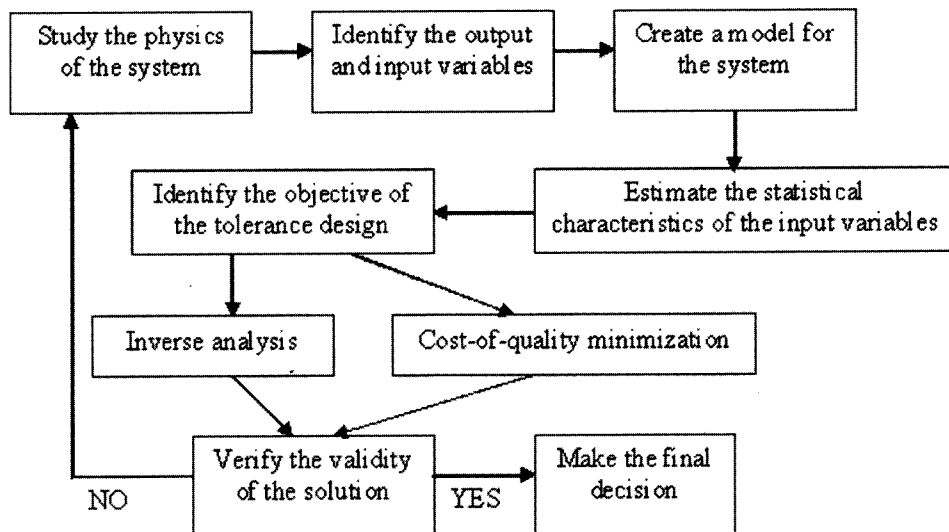 Study the physics
of the system
Identify the output
and input variables
Create a model for
the system
Estimate the statistical
characteristics of the input variables
Identify the objective of
the tolerance design
Inverse analysis
Cost-of-quality minimization
Verify the validity
of the solution
NO
YES
Make the final
decision